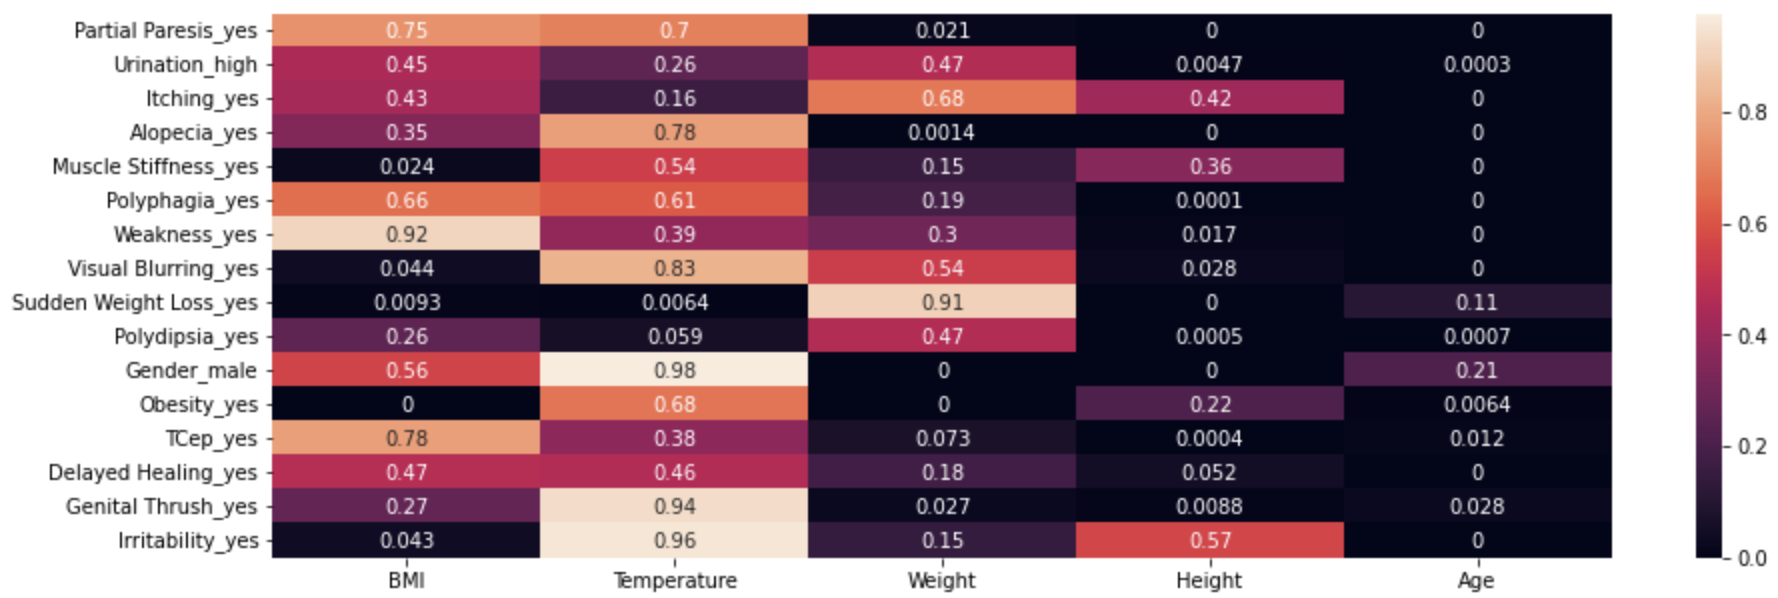 Partial Paresis_yes 0.75 0.7 0.021 0 0
Urination_high 0.45 0.26 0.47 0.0047 0.0003
Itching_yes 0.43 0.16 0.68 0.42 0
Alopecia_yes 0.35 0.78 0.0014 0 0
Muscle Stiffness_yes 0.024 0.54 0.15 0.36 0
Polyphagia_yes 0.66 0.61 0.19 0.0001 0
Weakness_yes 0.92 0.39 0.3 0.017 0
Visual Blurring_yes 0.044 0.83 0.54 0.028 0
Sudden Weight Loss_yes 0.0093 0.0064 0.91 0 0.11
Polydipsia_yes 0.26 0.059 0.47 0.0005 0.0007
Gender_male 0.56 0.98 0 0 0.21
Obesity_yes 0 0.68 0 0.22 0.0064
TCep_yes 0.78 0.38 0.073 0.0004 0.012
Delayed Healing_yes 0.47 0.46 0.18 0.052 0
Genital Thrush_yes 0.27 0.94 0.027 0.0088 0.028
Irritability_yes 0.043 0.96 0.15 0.57 0
BMI Temperature Weight Height Age
0.8
0.6
0.4
0.2
0.0